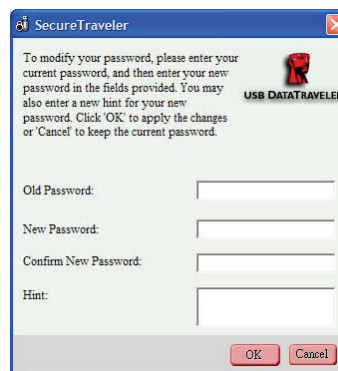 SecureTraveler
To modify your password, please enter your
current password, and then enter your new
password in the fields provided. You may
also enter a new hint for your new
password. Click 'OK' to apply the changes
or 'Cancel' to keep the current password.
USB DATATRAVELER
Old Password:
New Password:
Confirm New Password:
Hint:
OK
Cancel